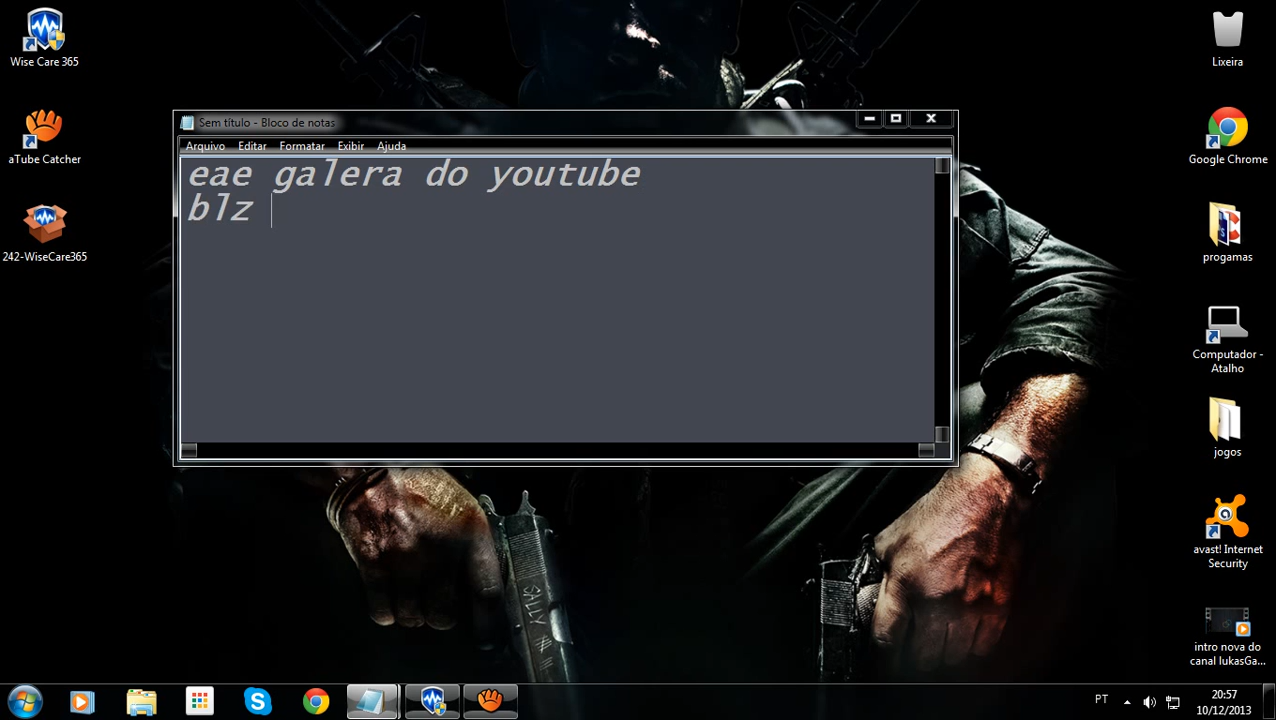 Wise Care 365
aTube Catcher
242-WiseCare365
Sem título - Bloco de notas
Arquivo Editar Formatar Exibir Ajuda
eae galera do youtube
blz
Lixeira
Google Chrome
progamas
Computador -
Atalho
jogos
avast! Internet
Security
intro nova do
canal lukasGa...
SALLY
PT
20:57
10/12/2013